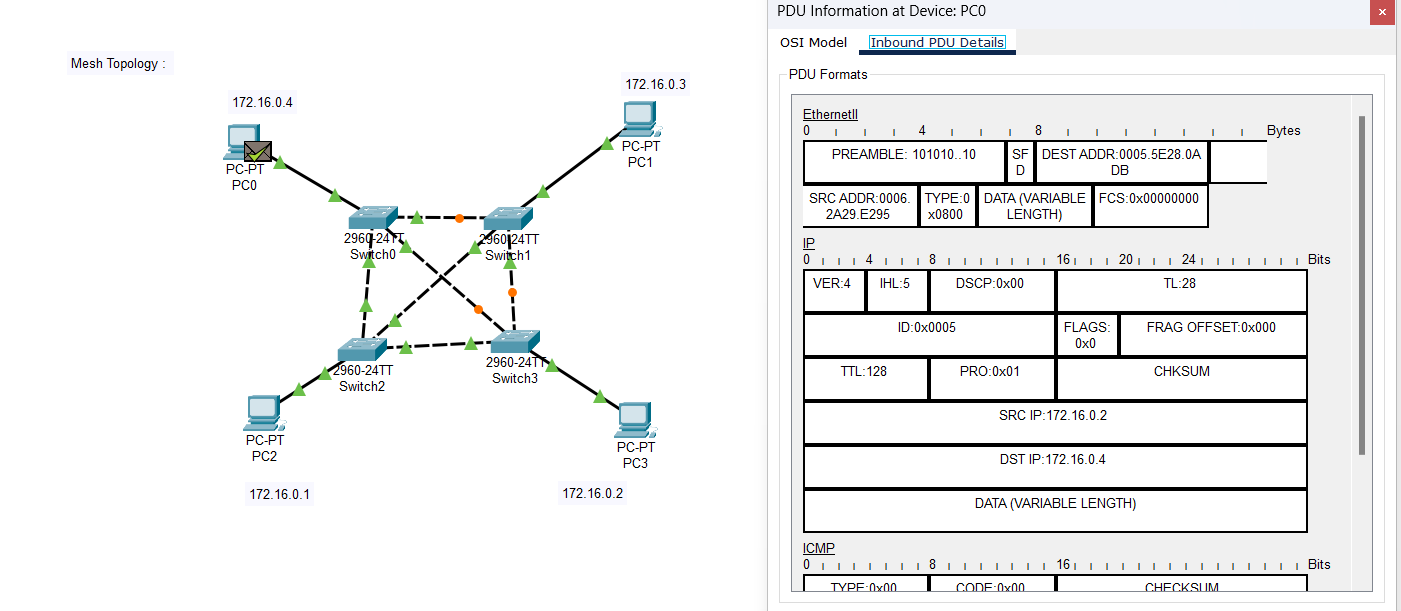 Mesh Topology :
172.16.0.4
PC-PT
PC0
172.16.0.3
PC-PT
PC1
2960-24TT
Switch0
2960-24TT
Switch1
2960-24TT
Switch2
2960-24TT
Switch3
PC-PT
PC2
172.16.0.1
PC-PT
PC3
172.16.0.2
PDU Information at Device: PC0
OSI Model Inbound PDU Details
PDU Formats
EthernetII
0 4 8 Bytes
PREAMBLE: 101010..10
SF
D
DEST ADDR:0005.5E28.0A
DB
SRC ADDR:0006.
2A29.E295
TYPE:0
x0800
DATA (VARIABLE
LENGTH)
FCS:0x00000000
IP
0 4 8 16 20 24 Bits
VER:4 IHL:5 DSCP:0x00 TL:28
ID:0x0005
FLAGS:
0x0
FRAG OFFSET:0x000
TTL:128 PRO:0x01 CHKSUM
SRC IP:172.16.0.2
DST IP:172.16.0.4
DATA (VARIABLE LENGTH)
ICMP
0 8 16 Bits
TYPE:0x00 CODE:0x00 CHECKSUM